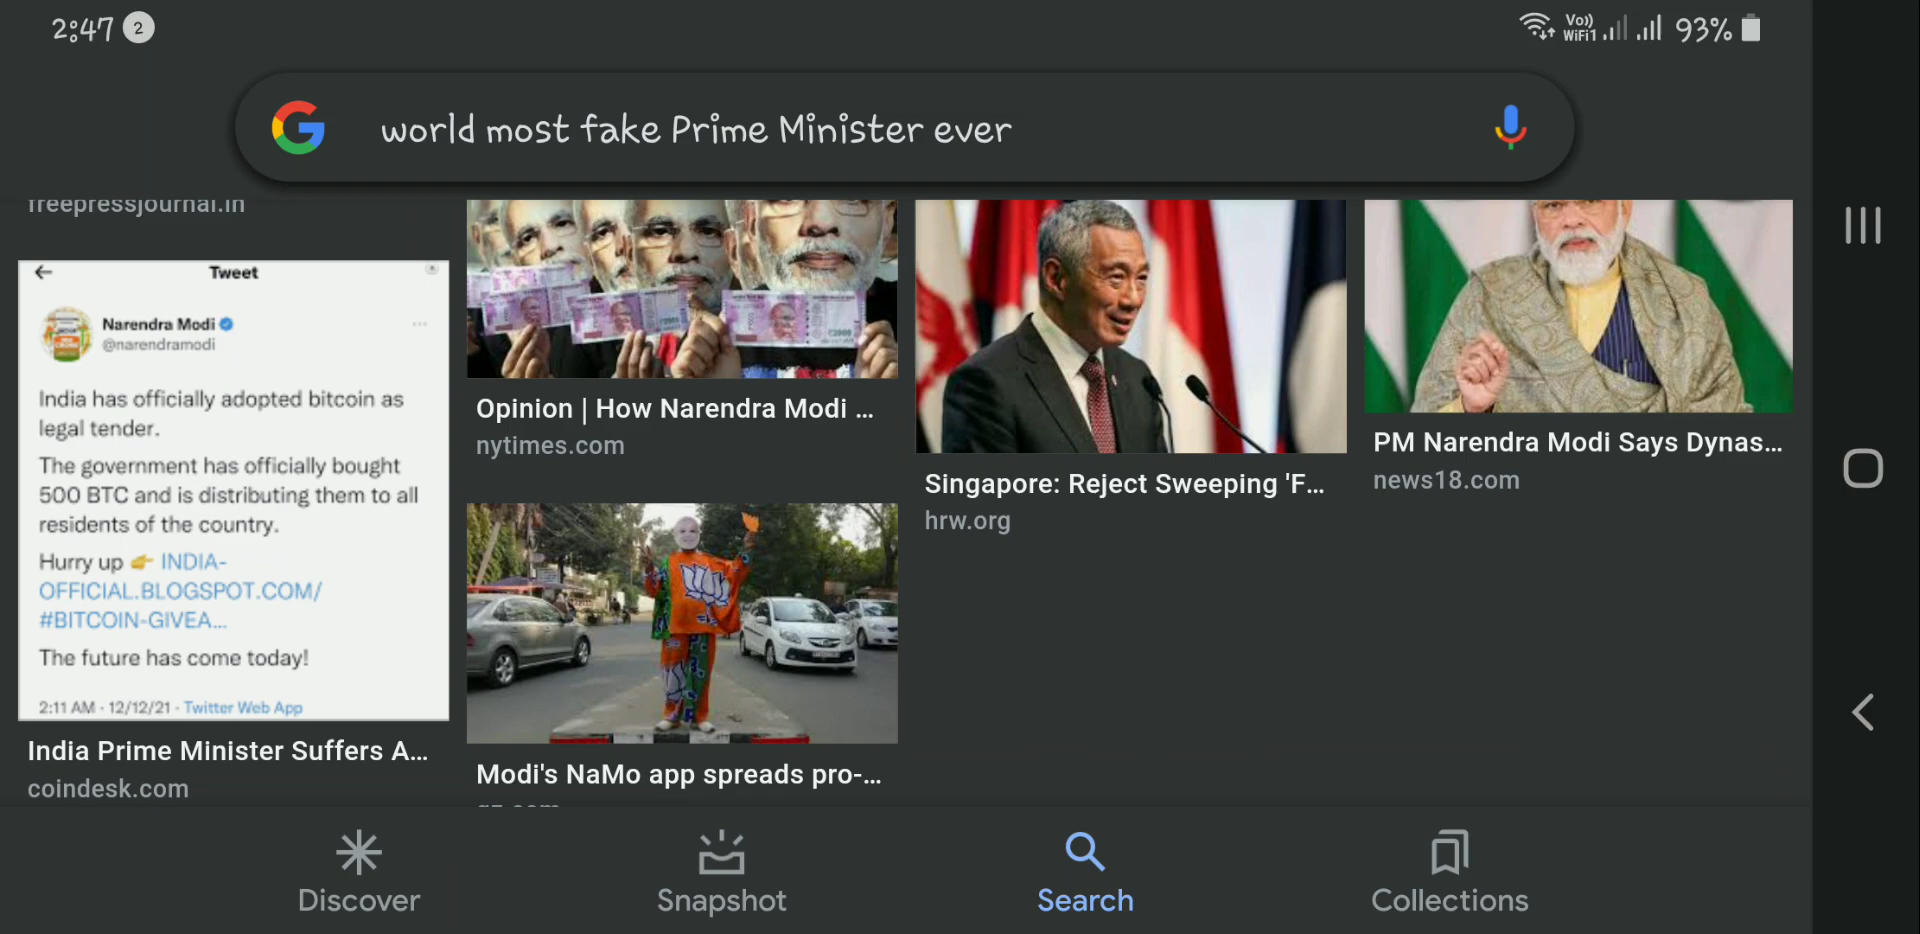 2:47 2
Vo)) WiFi1 93%
world most fake Prime Minister ever
freepressjournal.in
Tweet
Narendra Modi
@narendramodi
India has officially adopted bitcoin as
legal tender.
The government has officially bought
500 BTC and is distributing them to all
residents of the country.
Hurry up 👉 INDIA-
OFFICIAL.BLOGSPOT.COM/
#BITCOIN-GIVEA...
The future has come today!
2:11 AM · 12/12/21 · Twitter Web App
India Prime Minister Suffers A...
coindesk.com
Opinion | How Narendra Modi ...
nytimes.com
Modi's NaMo app spreads pro-...
Singapore: Reject Sweeping 'F...
hrw.org
PM Narendra Modi Says Dynas...
news18.com
Discover
Snapshot
Search
Collections